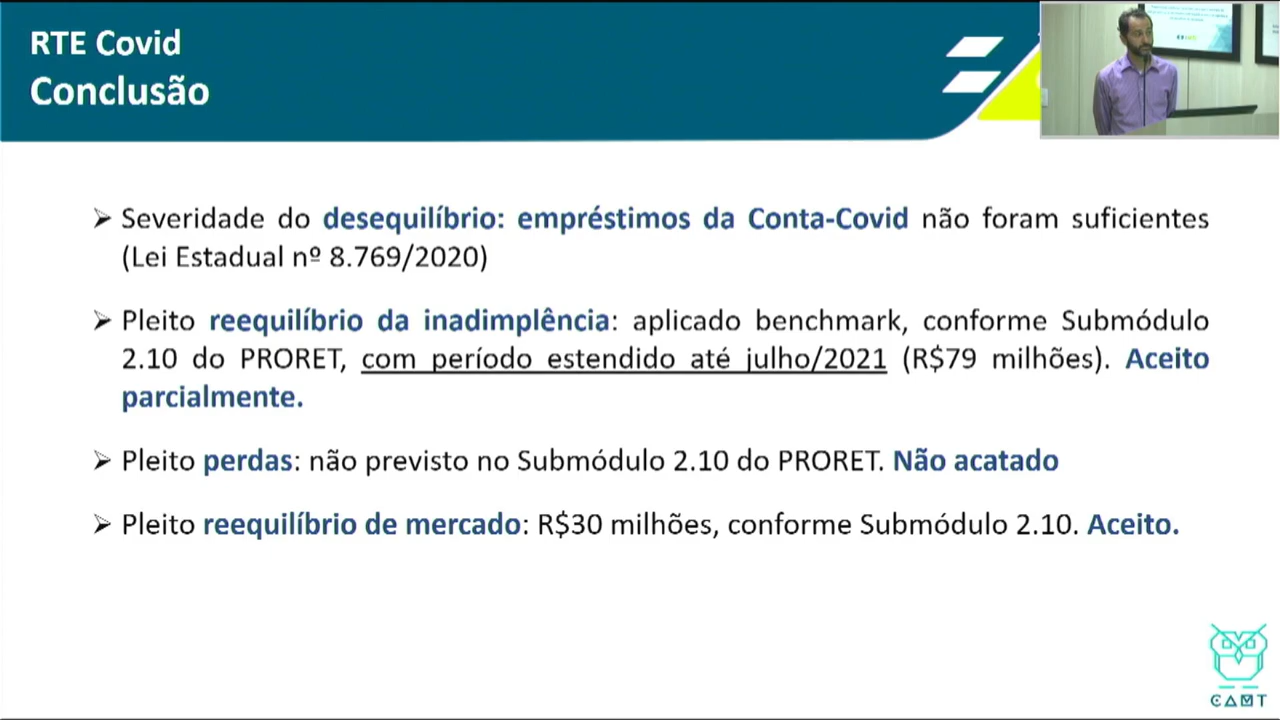 RTE Covid
Conclusão
➢ Severidade do desequilíbrio: empréstimos da Conta-Covid não foram suficientes
(Lei Estadual nº 8.769/2020)
➢ Pleito reequilíbrio da inadimplência: aplicado benchmark, conforme Submódulo
2.10 do PRORET, com período estendido até julho/2021 (R$79 milhões). Aceito
parcialmente.
➢ Pleito perdas: não previsto no Submódulo 2.10 do PRORET. Não acatado
➢ Pleito reequilíbrio de mercado: R$30 milhões, conforme Submódulo 2.10. Aceito.
CAMT